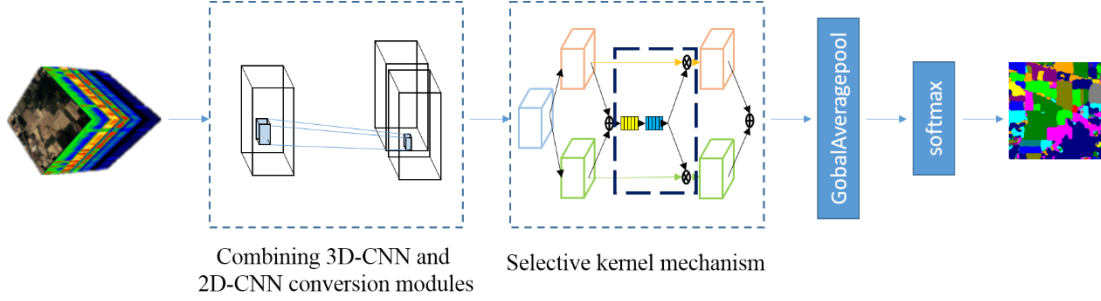 Combining 3D-CNN and
2D-CNN conversion modules
Selective kernel mechanism
GobalAveragepool
softmax